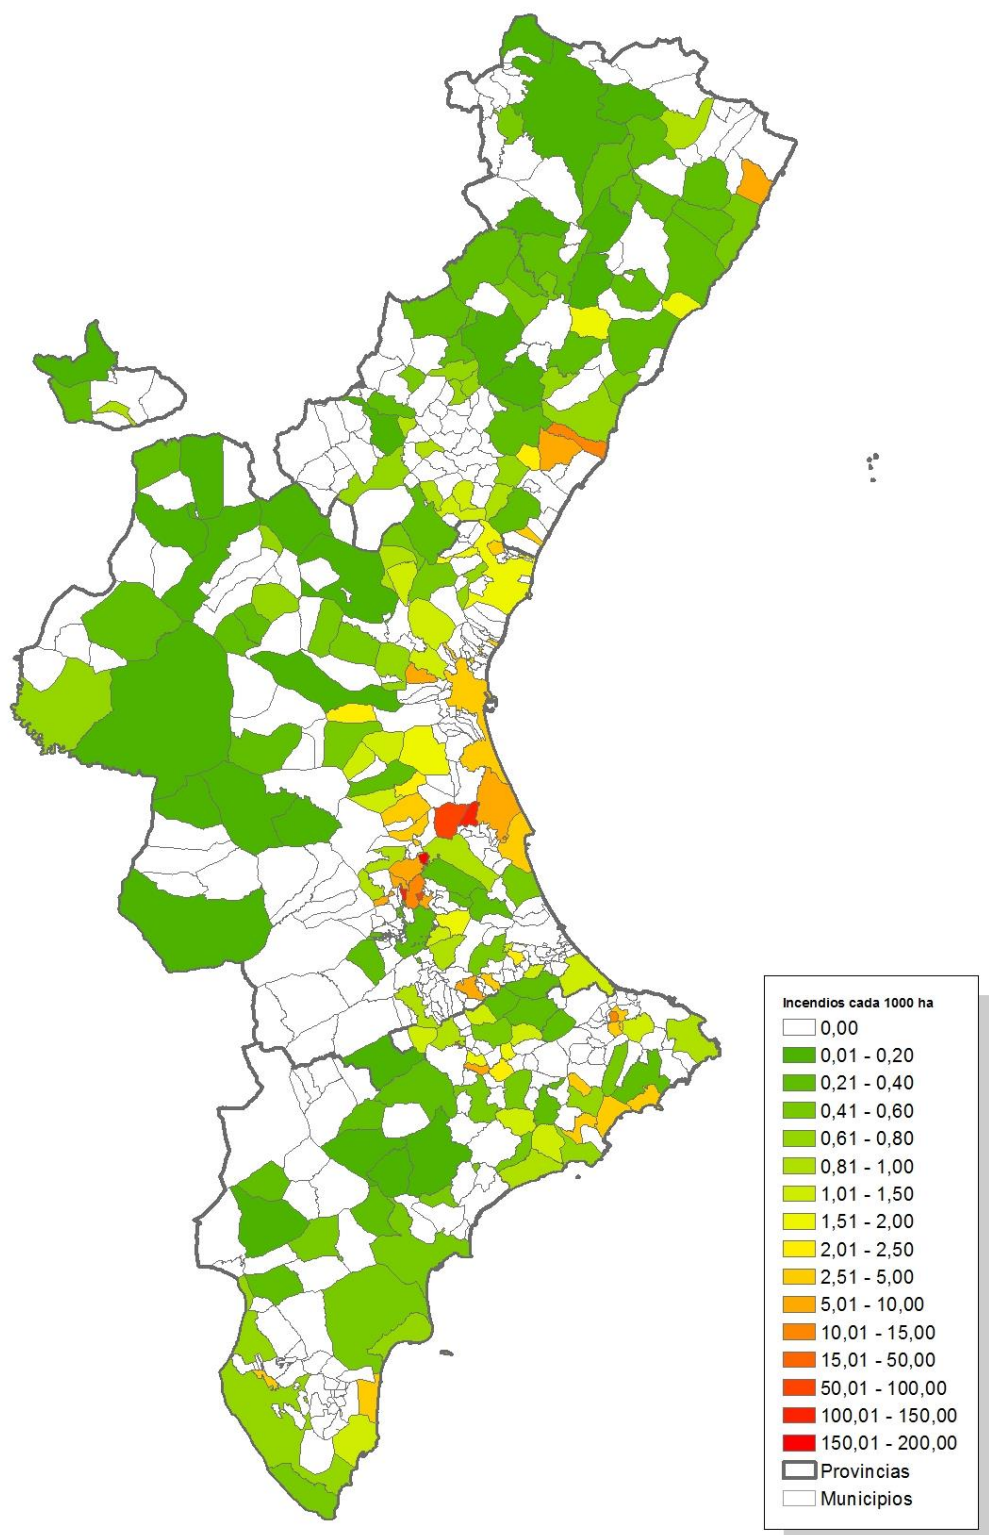 Incendios cada 1000 ha
0,00
0,01 - 0,20
0,21 - 0,40
0,41 - 0,60
0,61 - 0,80
0,81 - 1,00
1,01 - 1,50
1,51 - 2,00
2,01 - 2,50
2,51 - 5,00
5,01 - 10,00
10,01 - 15,00
15,01 - 50,00
50,01 - 100,00
100,01 - 150,00
150,01 - 200,00
Provincias
Municipios